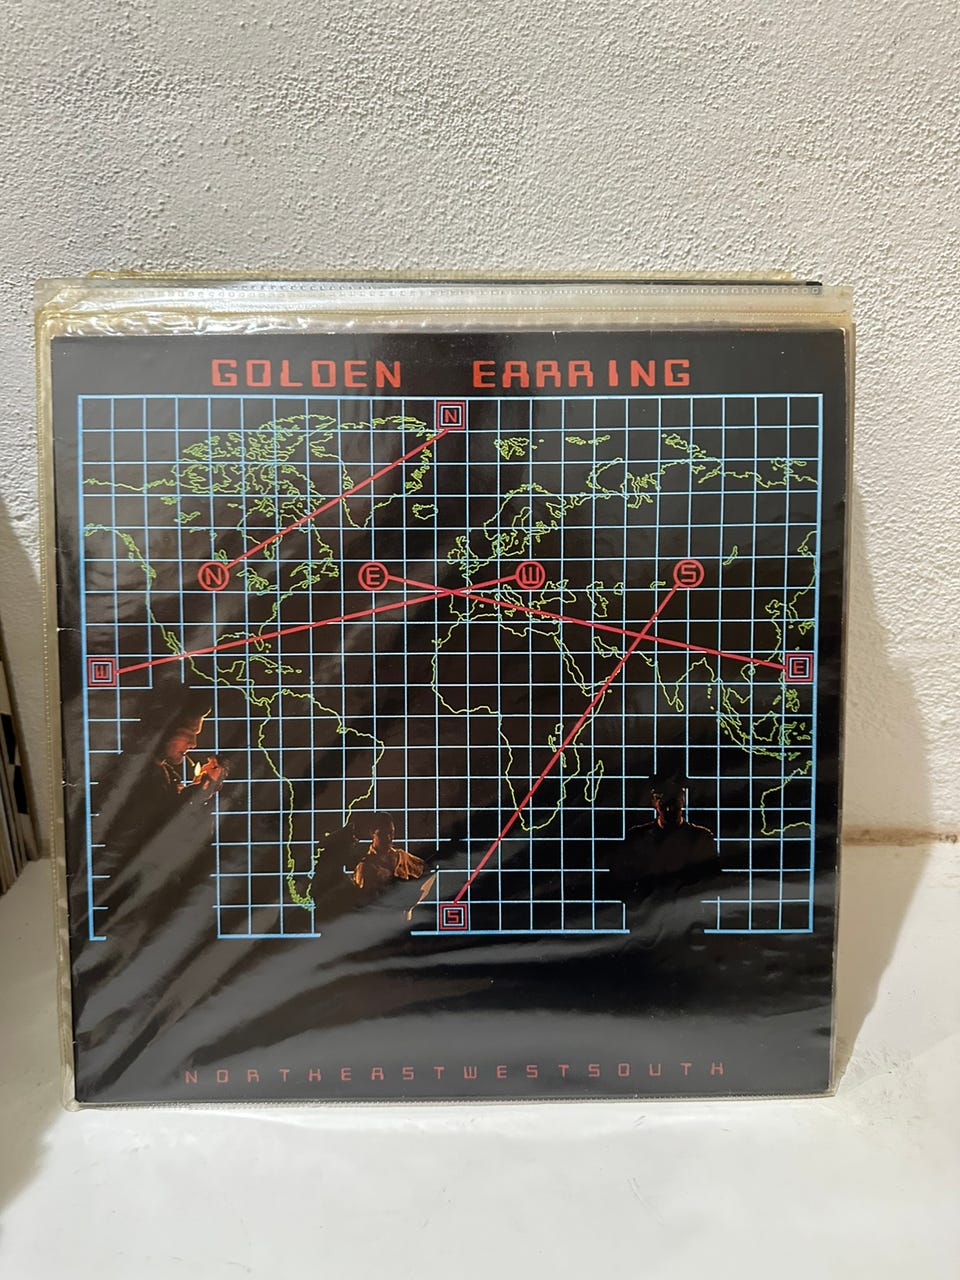 GOLDEN EARRING
N
N E W S
W E
S
NORTHEASTWESTSOUTH